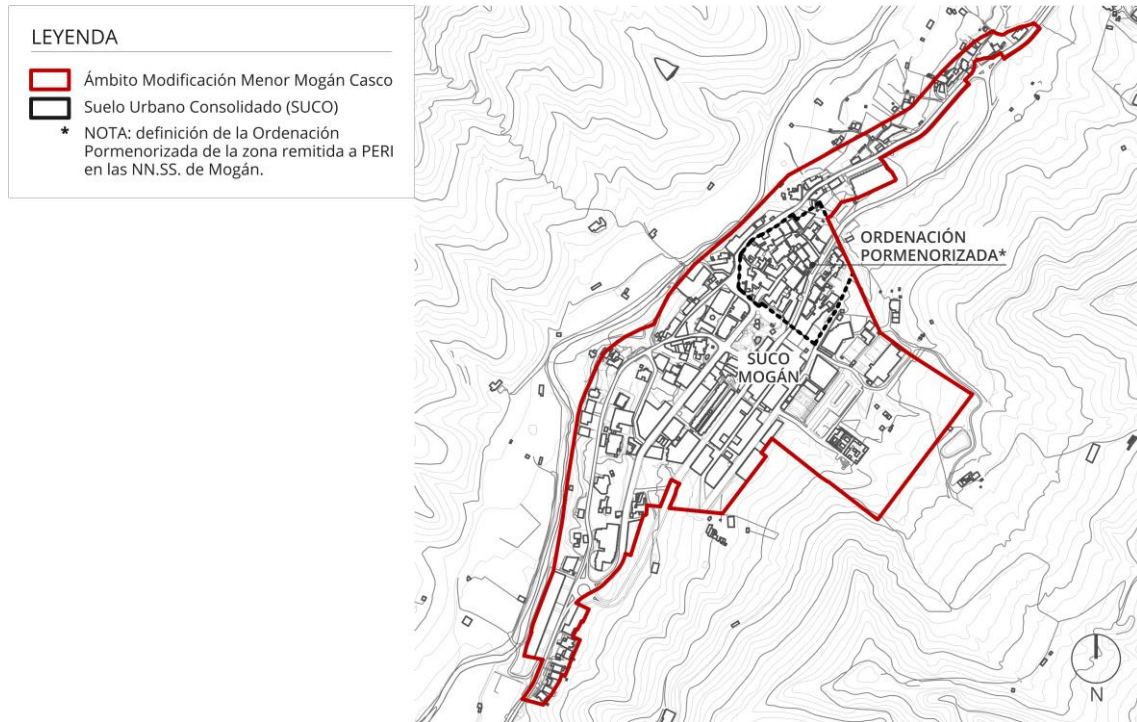 LEYENDA
Ámbito Modificación Menor Mogán Casco
Suelo Urbano Consolidado (SUCO)
* NOTA: definición de la Ordenación
Pormenorizada de la zona remitida a PERI
en las NN.SS. de Mogán.
ORDENACIÓN
PORMENORIZADA*
SUCO
MOGÁN
N